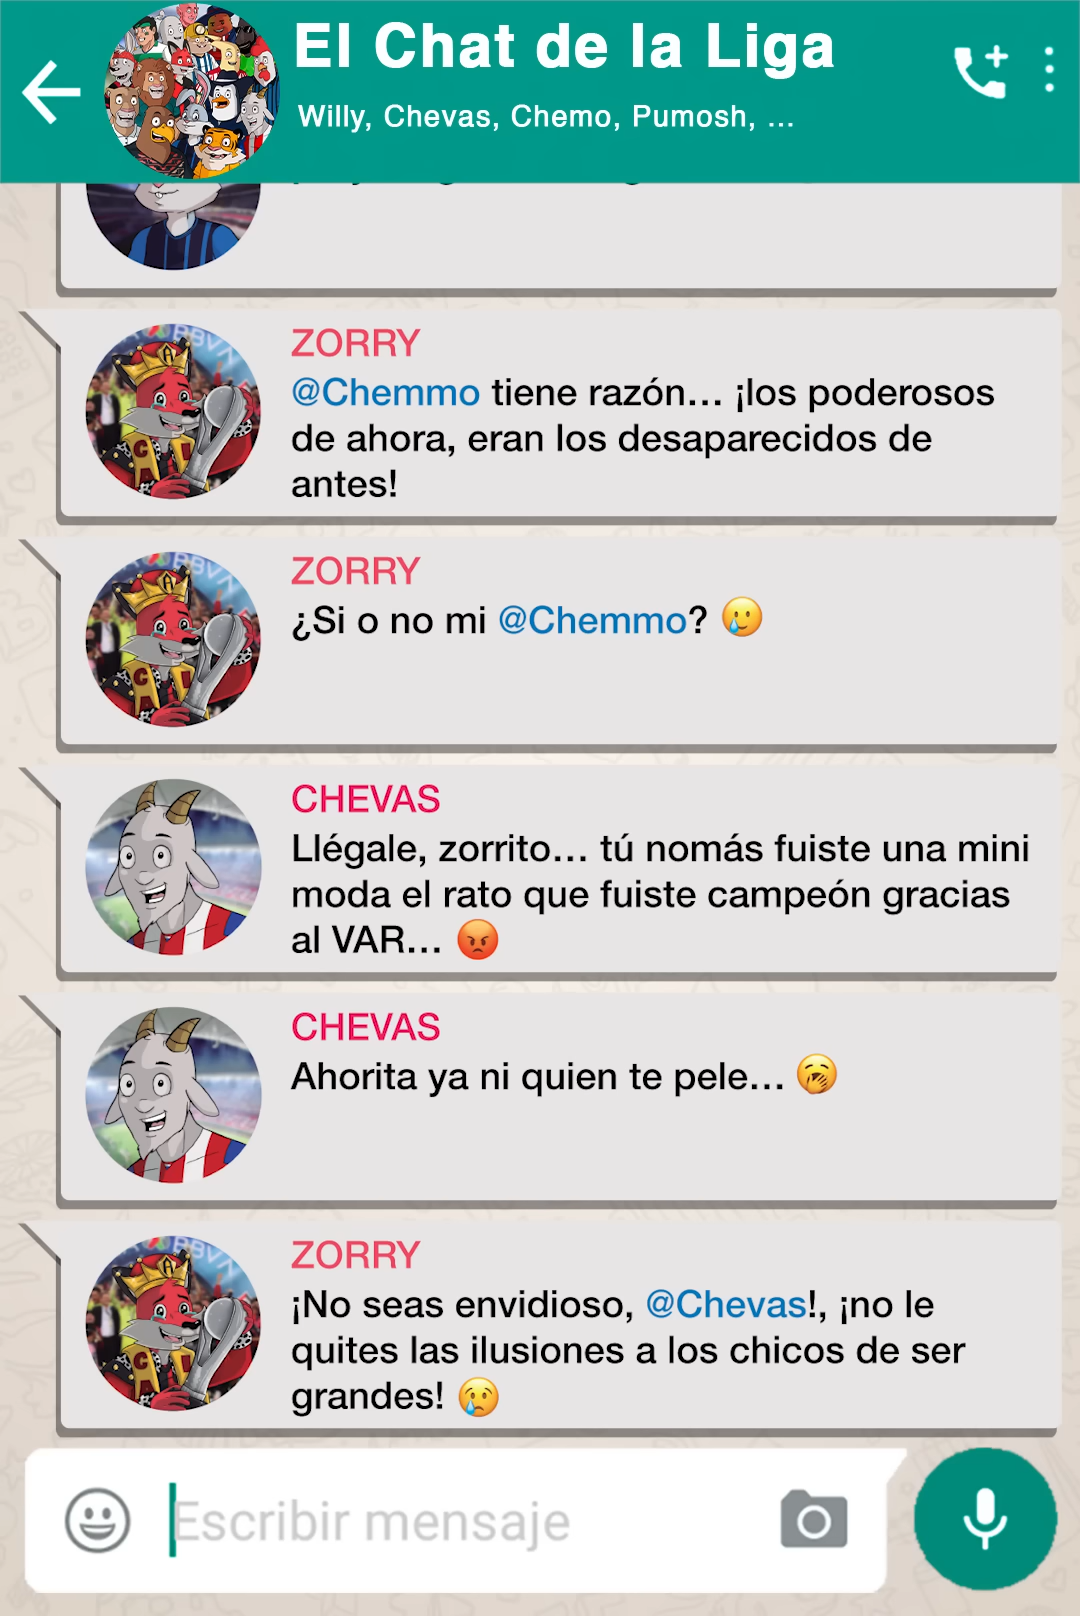 El Chat de la Liga
Willy, Chevas, Chemo, Pumosh, ...
ZORRY
@Chemmo tiene razón... ¡los poderosos
de ahora, eran los desaparecidos de
antes!
ZORRY
¿Si o no mi @Chemmo? 🥲
CHEVAS
Llégale, zorrito... tú nomás fuiste una mini
moda el rato que fuiste campeón gracias
al VAR... 😡
CHEVAS
Ahorita ya ni quien te pele... 🥱
ZORRY
¡No seas envidioso, @Chevas!, ¡no le
quites las ilusiones a los chicos de ser
grandes! 😢
Escribir mensaje